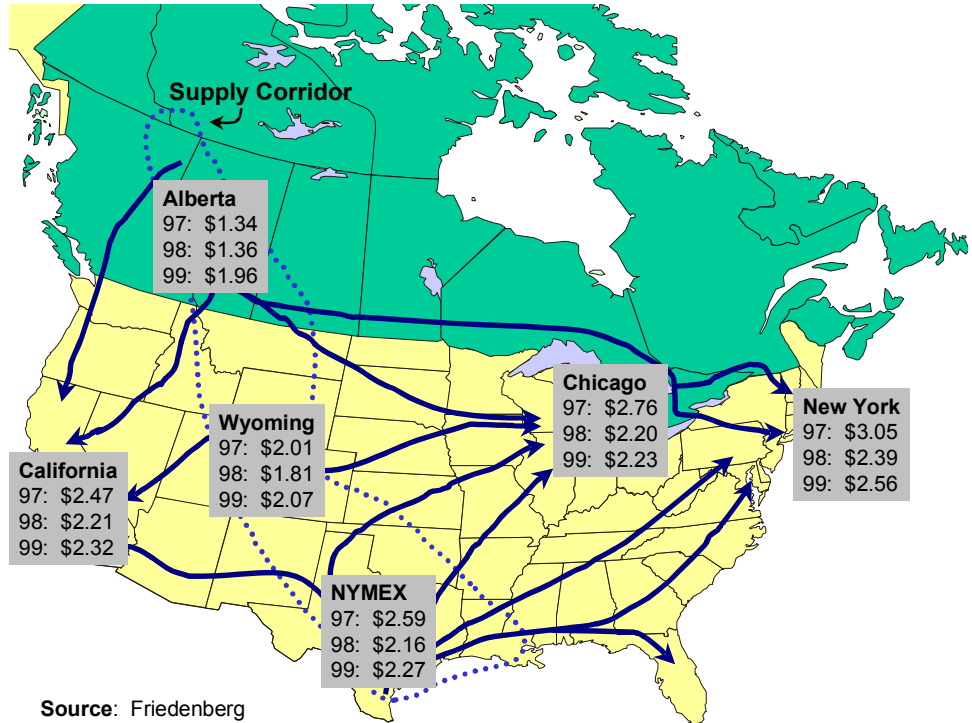 Supply Corridor
Alberta
97: $1.34
98: $1.36
99: $1.96
Chicago
97: $2.76
98: $2.20
99: $2.23
New York
97: $3.05
98: $2.39
99: $2.56
Wyoming
97: $2.01
98: $1.81
99: $2.07
California
97: $2.47
98: $2.21
99: $2.32
NYMEX
97: $2.59
98: $2.16
99: $2.27
Source: Friedenberg